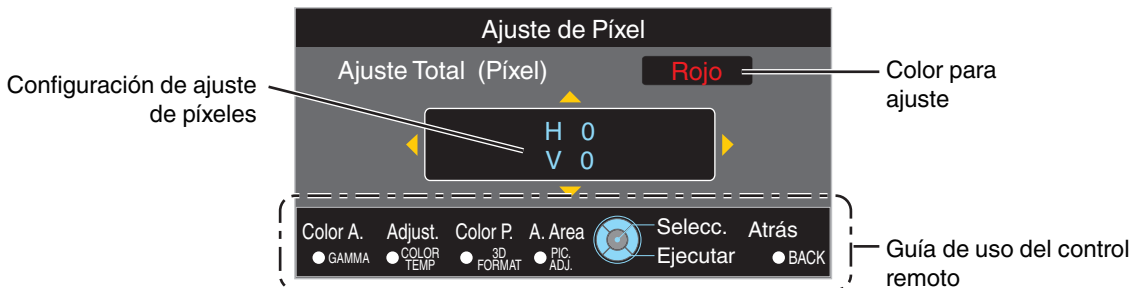 Ajuste de Píxel
Ajuste Total (Píxel)
Rojo
Color para
ajuste
Configuración de ajuste
de píxeles
H 0
V 0
Color A.
GAMMA
Adjust.
COLOR
TEMP
Color P.
3D
FORMAT
A. Area
PIC.
ADJ.
Selecc.
Ejecutar
Atrás
BACK
Guía de uso del control
remoto